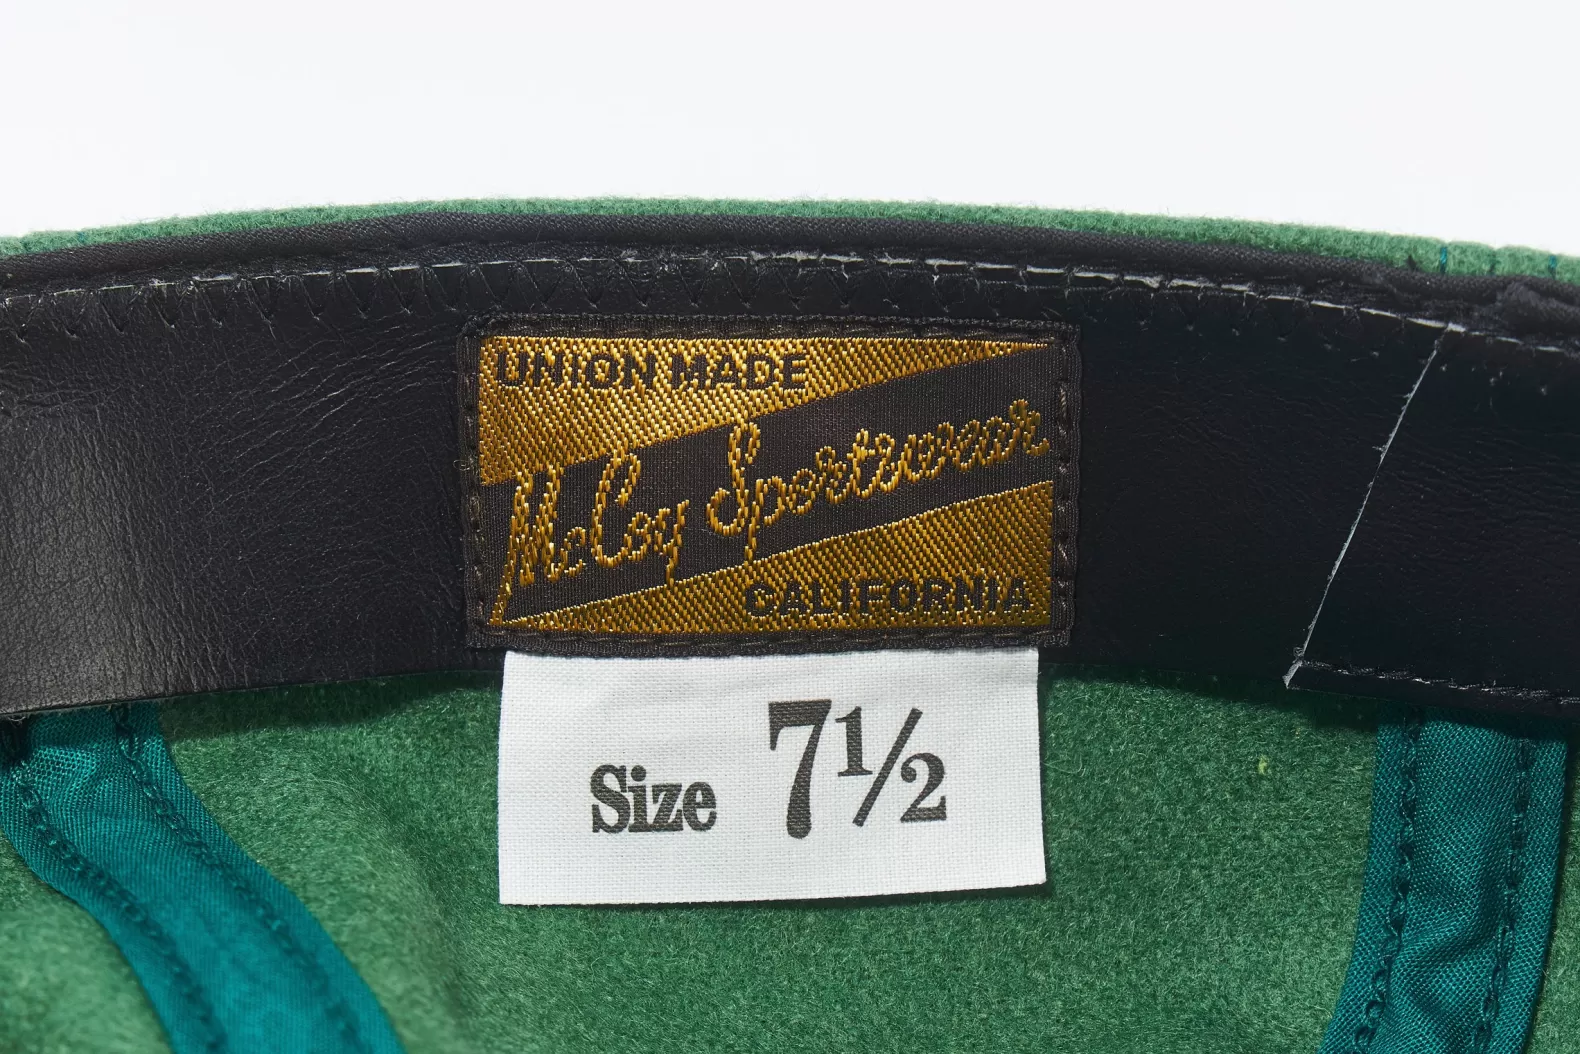 UNION MADE
McCoy Sportswear
CALIFORNIA
Size 7½